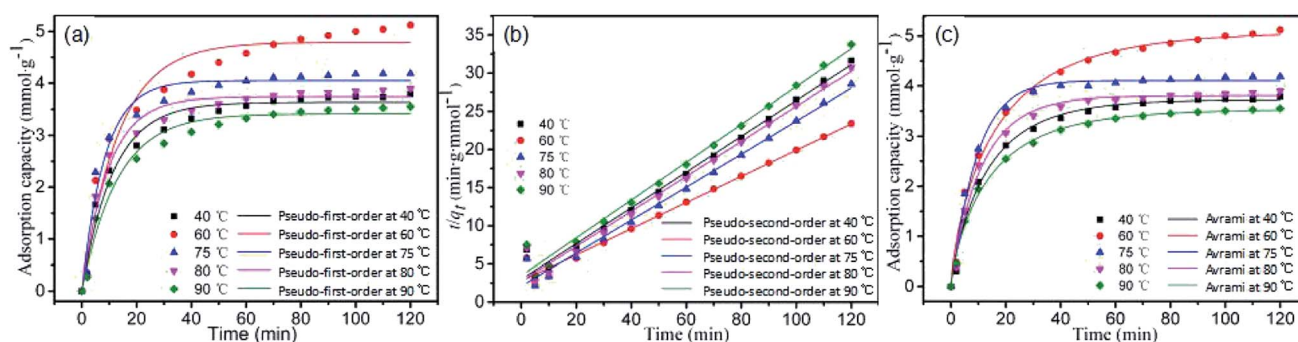 (a)
Adsorption capacity (mmol·g⁻¹)
5
4
3
2
1
0
40 ℃
60 ℃
75 ℃
80 ℃
90 ℃
Pseudo-first-order at 40 ℃
Pseudo-first-order at 60 ℃
Pseudo-first-order at 75 ℃
Pseudo-first-order at 80 ℃
Pseudo-first-order at 90 ℃
0 20 40 60 80 100 120
Time (min)
(b)
t/qt (min·g·mmol⁻¹)
35
30
25
20
15
10
5
0
40 ℃
60 ℃
75 ℃
80 ℃
90 ℃
Pseudo-second-order at 40 ℃
Pseudo-second-order at 60 ℃
Pseudo-second-order at 75 ℃
Pseudo-second-order at 80 ℃
Pseudo-second-order at 90 ℃
0 20 40 60 80 100 120
Time (min)
(c)
Adsorption capacity (mmol·g⁻¹)
5
4
3
2
1
0
40 ℃
60 ℃
75 ℃
80 ℃
90 ℃
Avrami at 40 ℃
Avrami at 60 ℃
Avrami at 75 ℃
Avrami at 80 ℃
Avrami at 90 ℃
0 20 40 60 80 100 120
Time (min)